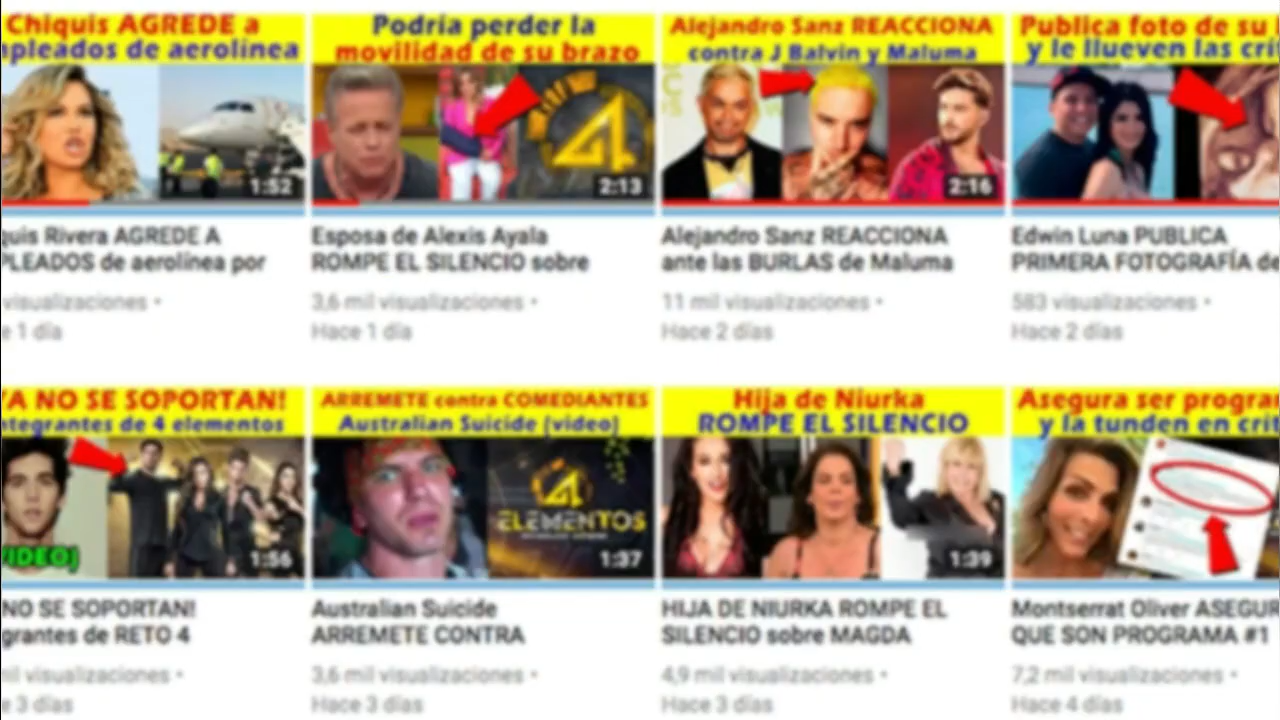 Chiquis AGREDE a
mpleados de aerolínea
1:52
quis Rivera AGREDE A
PLEADOS de aerolínea por
visualizaciones •
e 1 día
Podría perder la
movilidad de su brazo
4
2:13
Esposa de Alexis Ayala
ROMPE EL SILENCIO sobre
3,6 mil visualizaciones •
Hace 1 día
Alejandro Sanz REACCIONA
contra J Balvin y Maluma
2:16
Alejandro Sanz REACCIONA
ante las BURLAS de Maluma
11 mil visualizaciones •
Hace 2 días
Publica foto de su
y le llueven las crít
Edwin Luna PUBLICA
PRIMERA FOTOGRAFÍA de
583 visualizaciones •
Hace 2 días
YA NO SE SOPORTAN!
ntegrantes de 4 elementos
VIDEO)
1:56
NO SE SOPORTAN!
grantes de RETO 4
mil visualizaciones •
e 3 días
ARREMETE contra COMEDIANTES
Australian Suicide (video)
4
ELEMENTOS
1:37
Australian Suicide
ARREMETE CONTRA
3,6 mil visualizaciones •
Hace 3 días
Hija de Niurka
ROMPE EL SILENCIO
1:39
HIJA DE NIURKA ROMPE EL
SILENCIO sobre MAGDA
4,9 mil visualizaciones •
Hace 3 días
Asegura ser program
y la tunden en crít
Montserrat Oliver ASEGUR
QUE SON PROGRAMA #1
7,2 mil visualizaciones •
Hace 4 días